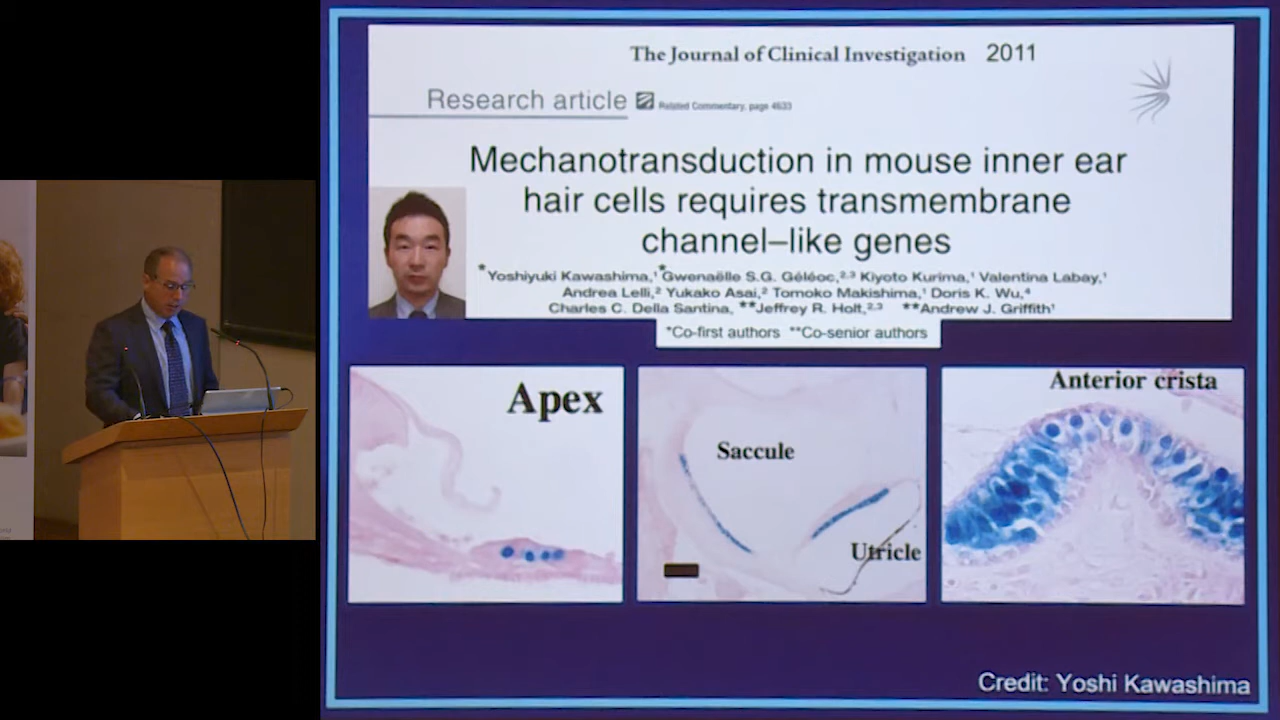 The Journal of Clinical Investigation 2011
Research article Related Commentary, page 4633
Mechanotransduction in mouse inner ear
hair cells requires transmembrane
channel–like genes
*Yoshiyuki Kawashima,¹ *Gwenaëlle S.G. Géléoc,²,³ Kiyoto Kurima,¹ Valentina Labay,¹
Andrea Lelli,² Yukako Asai,² Tomoko Makishima,¹ Doris K. Wu,⁴
Charles C. Della Santina, **Jeffrey R. Holt,²,³ **Andrew J. Griffith¹
*Co-first authors **Co-senior authors
Apex
Saccule
Utricle
Anterior crista
Credit: Yoshi Kawashima